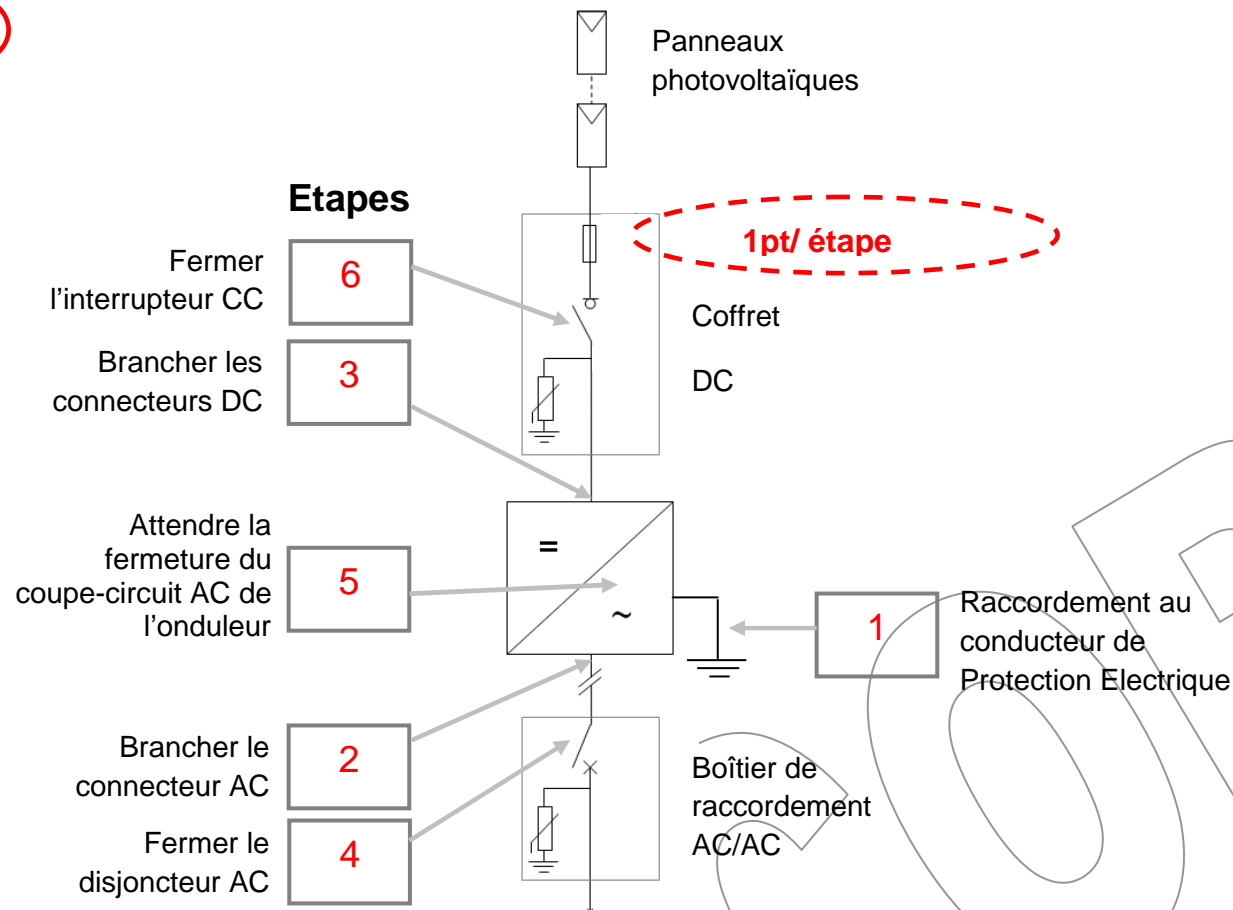 Panneaux
photovoltaïques
Etapes
1pt/ étape
Fermer
l'interrupteur CC
6
Coffret
DC
Brancher les
connecteurs DC
3
=
~
Attendre la
fermeture du
coupe-circuit AC de
l'onduleur
5
1
Raccordement au
conducteur de
Protection Electrique
Brancher le
connecteur AC
2
Boîtier de
raccordement
AC/AC
Fermer le
disjoncteur AC
4